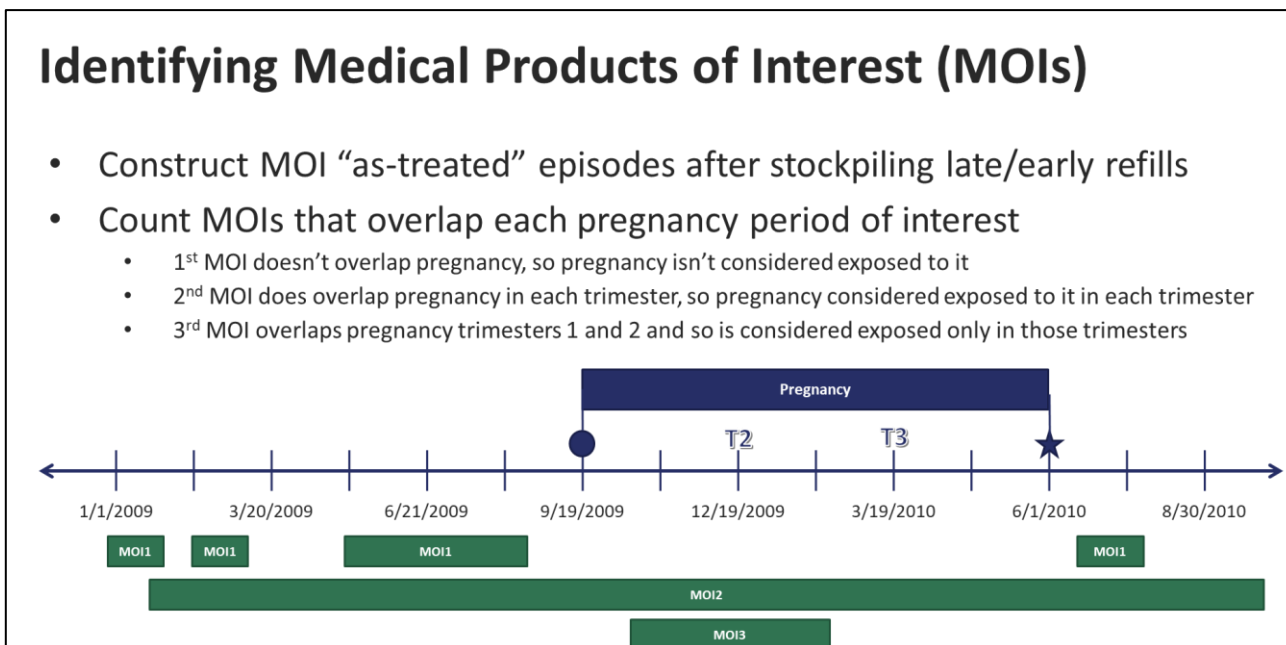 Identifying Medical Products of Interest (MOIs)
• Construct MOI “as-treated” episodes after stockpiling late/early refills
• Count MOIs that overlap each pregnancy period of interest
• 1st MOI doesn’t overlap pregnancy, so pregnancy isn’t considered exposed to it
• 2nd MOI does overlap pregnancy in each trimester, so pregnancy considered exposed to it in each trimester
• 3rd MOI overlaps pregnancy trimesters 1 and 2 and so is considered exposed only in those trimesters
Pregnancy
T2 T3
1/1/2009 3/20/2009 6/21/2009 9/19/2009 12/19/2009 3/19/2010 6/1/2010 8/30/2010
MOI1 MOI1 MOI1 MOI1
MOI2
MOI3